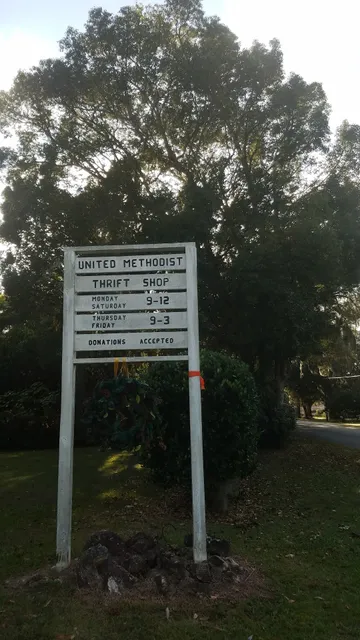 UNITED METHODIST
THRIFT SHOP
MONDAY
SATURDAY 9-12
THURSDAY
FRIDAY 9-3
DONATIONS ACCEPTED